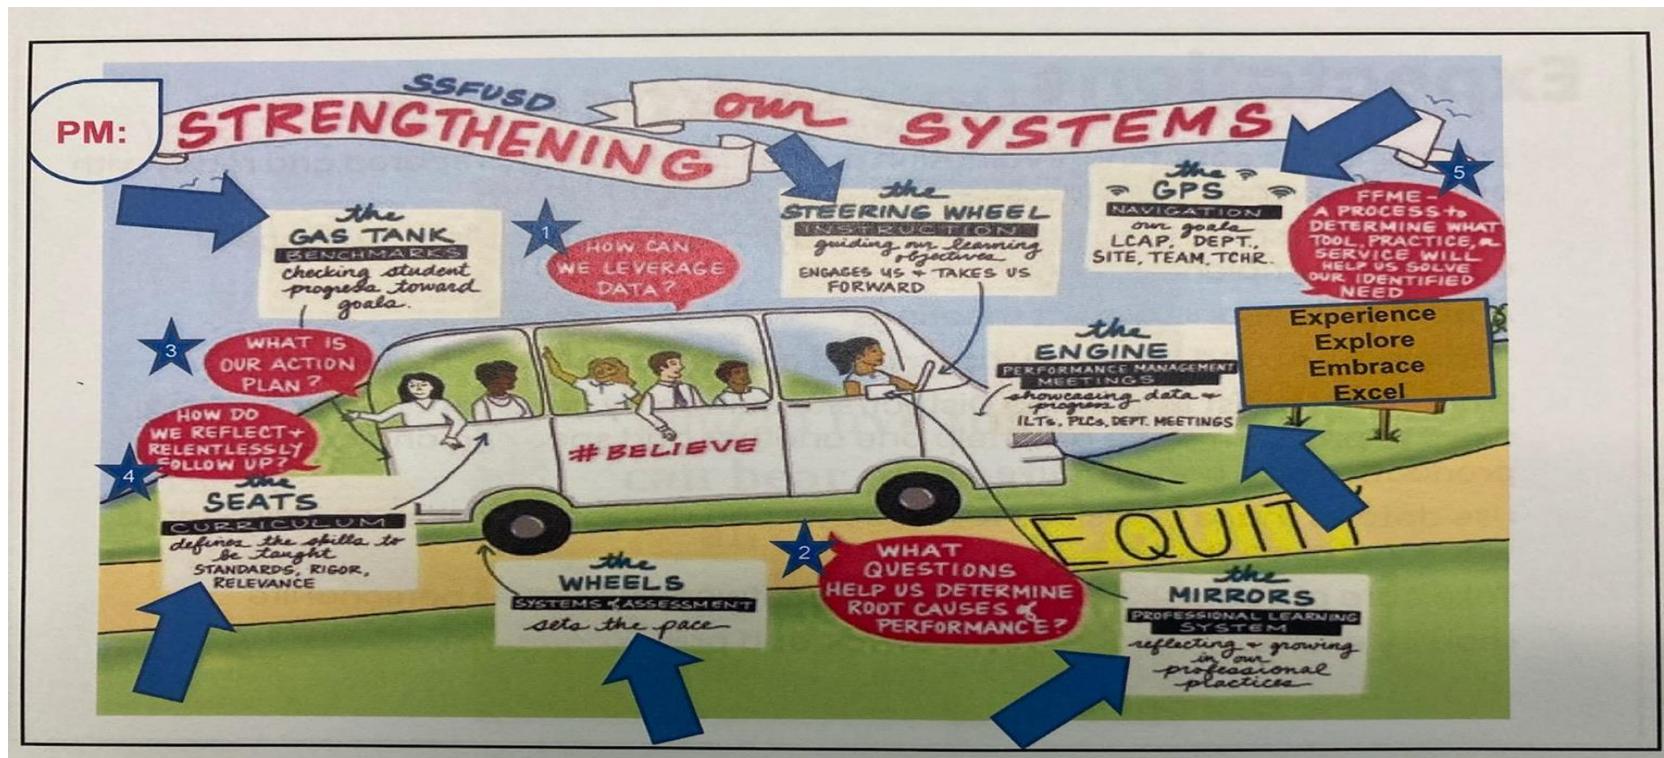 PM:
SSFUSD
STRENGTHENING
our SYSTEMS
the
GAS TANK
BENCHMARKS
checking student
progress toward
goals.
1
HOW CAN
WE LEVERAGE
DATA?
the
STEERING WHEEL
INSTRUCTION
guiding our learning
objectives
ENGAGES US & TAKES US
FORWARD
the
GPS
NAVIGATION
our goals
LCAP, DEPT.,
SITE, TEAM, TCHR.
5
FFME -
A PROCESS to
DETERMINE WHAT
TOOL, PRACTICE, or
SERVICE WILL
HELP US SOLVE
OUR IDENTIFIED
NEED
3
WHAT IS
OUR ACTION
PLAN?
4
HOW DO
WE REFLECT +
RELENTLESSLY
FOLLOW UP?
the
ENGINE
PERFORMANCE MANAGEMENT
MEETINGS
showcasing data &
progress
ILTs, PLCs, DEPT. MEETINGS
Experience
Explore
Embrace
Excel
#BELIEVE
the
SEATS
CURRICULUM
defines the skills to
be taught
STANDARDS, RIGOR,
RELEVANCE
the
WHEELS
SYSTEMS of ASSESSMENT
sets the pace
2
WHAT
QUESTIONS
HELP US DETERMINE
ROOT CAUSES of
PERFORMANCE?
EQUITY
the
MIRRORS
PROFESSIONAL LEARNING
SYSTEM
reflecting & growing
in our
professional
practices